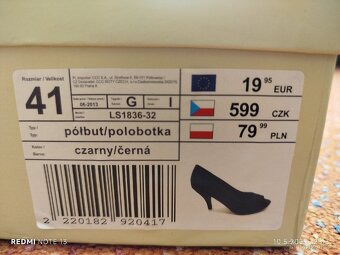 Rozmiar / Velikost
41
06-2013
G
I
LS1836-32
Typ /
Typ:
półbut/polobotka
Kolor /
Barva:
czarny/černá
19 95 EUR
599 CZK
79 99 PLN
2 220182 920417
REDMI NOTE 13